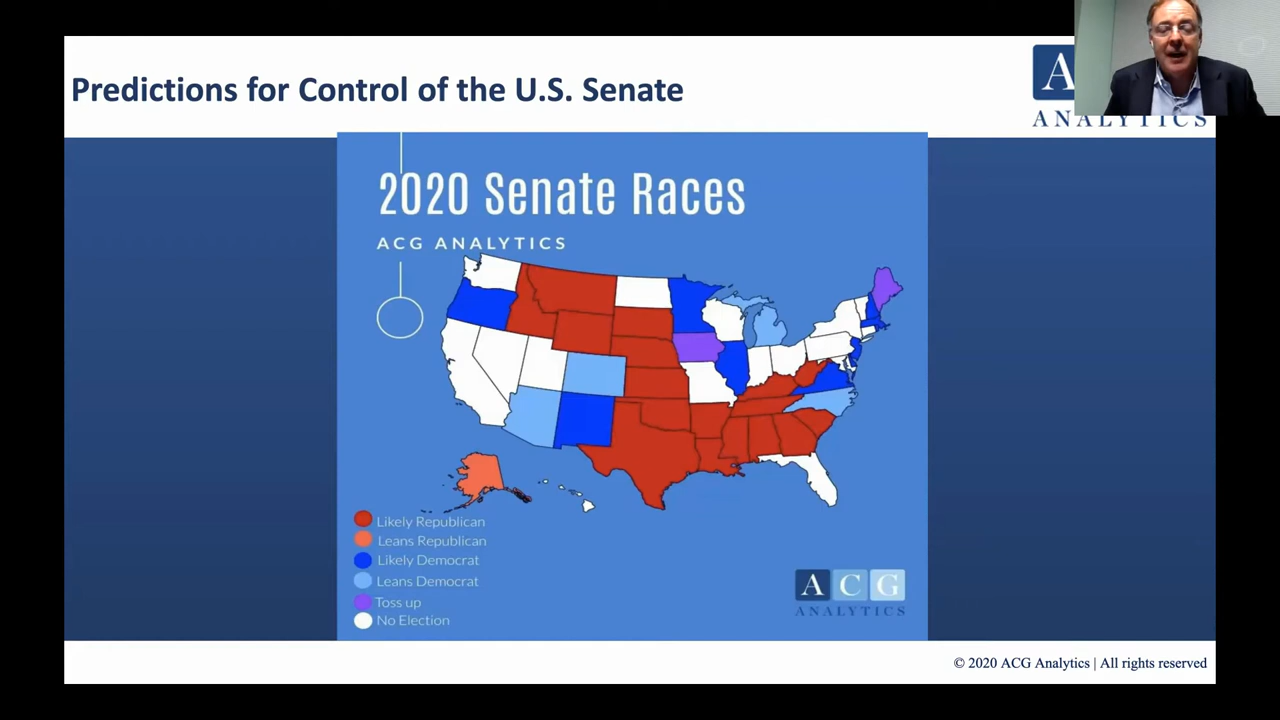 Predictions for Control of the U.S. Senate
A
ANALYTICS
2020 Senate Races
ACG ANALYTICS
Likely Republican
Leans Republican
Likely Democrat
Leans Democrat
Toss up
No Election
A C G
ANALYTICS
© 2020 ACG Analytics | All rights reserved